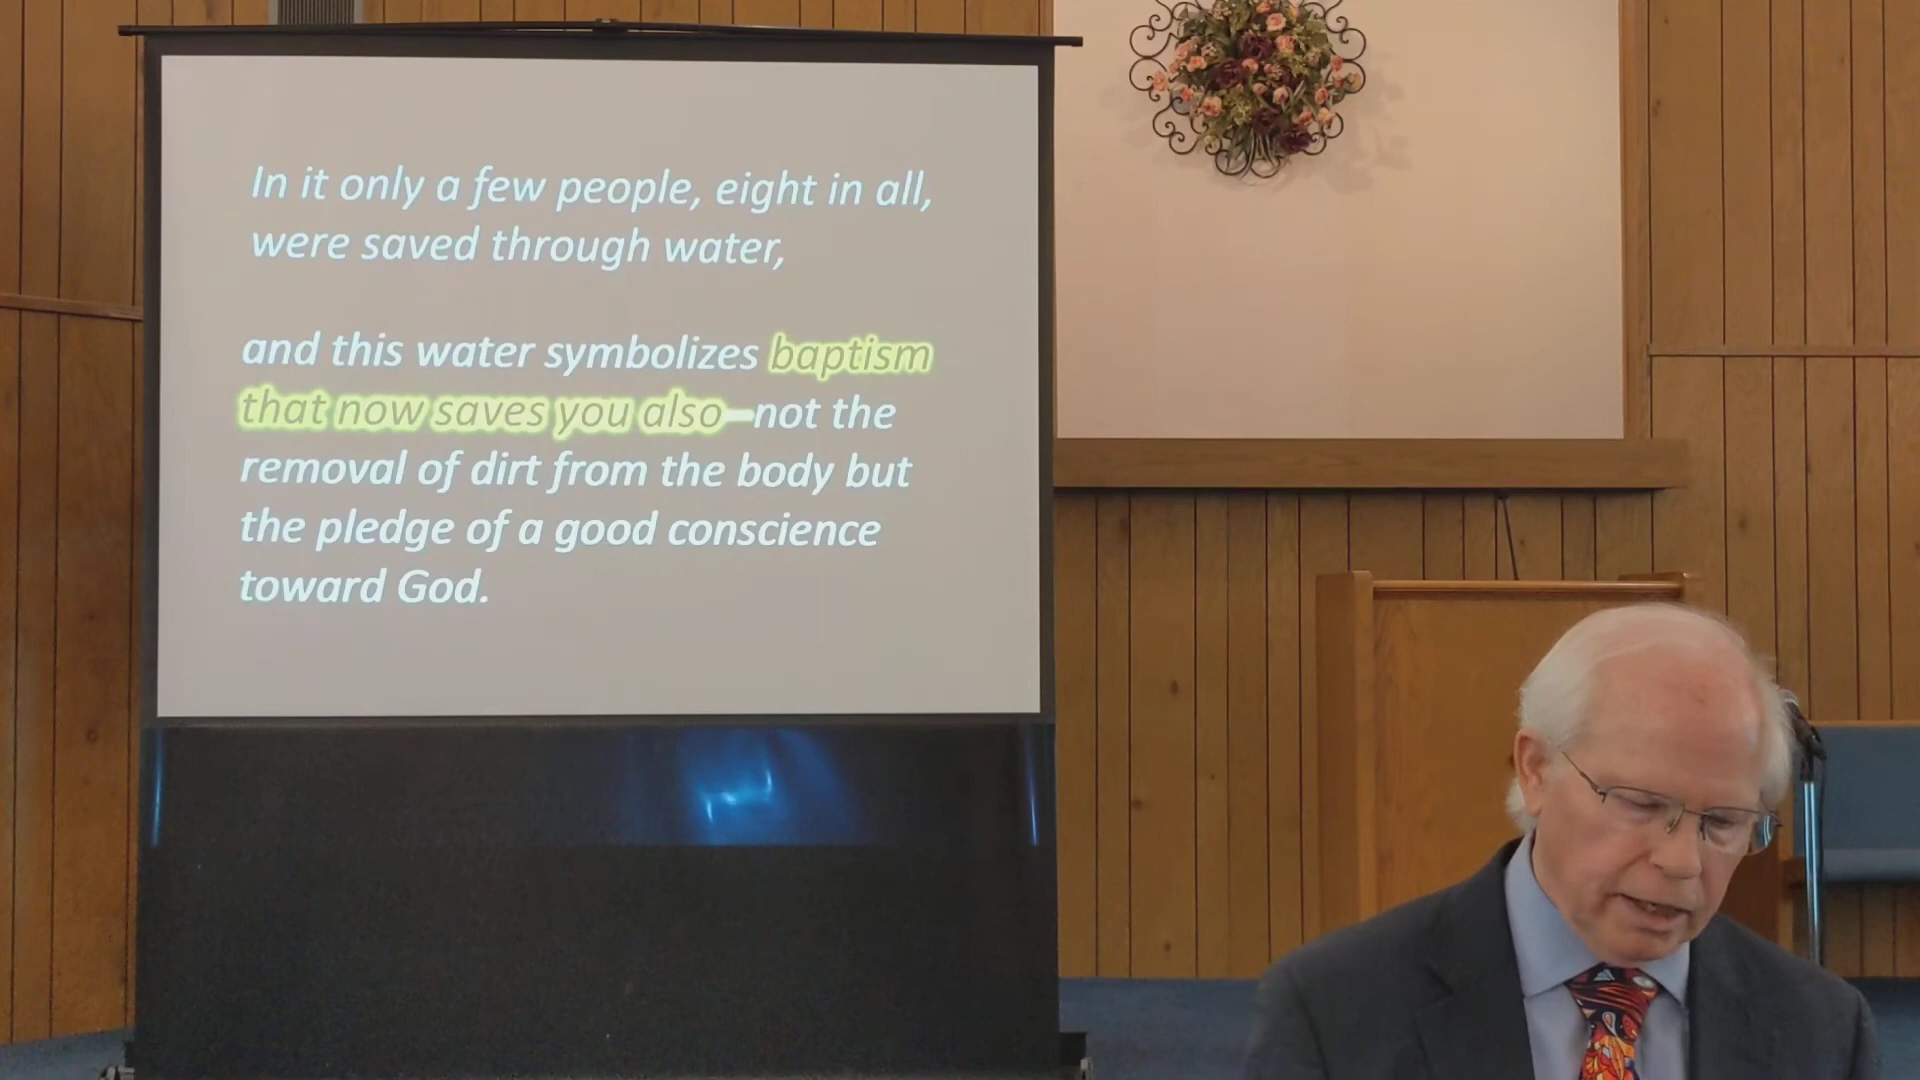 In it only a few people, eight in all,
were saved through water,
and this water symbolizes baptism
that now saves you also—not the
removal of dirt from the body but
the pledge of a good conscience
toward God.